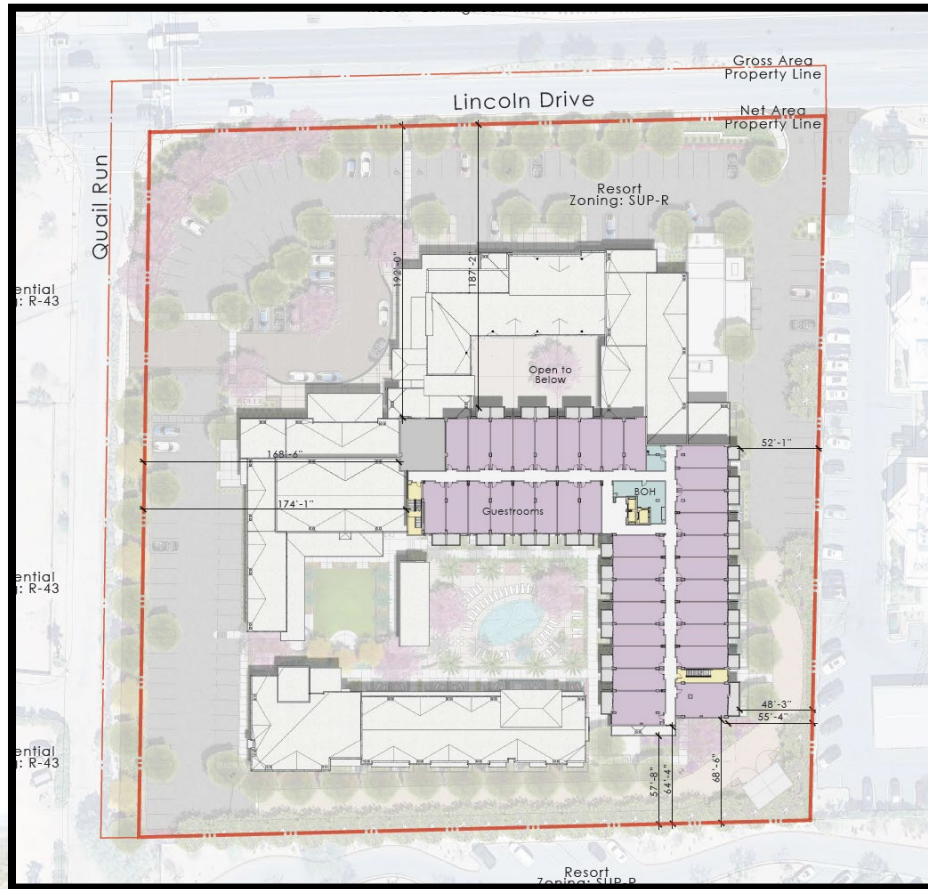 Gross Area
Property Line
Lincoln Drive
Net Area
Property Line
Quail Run
Resort
Zoning: SUP-R
192'-0"
187'-2"
ential
g: R-43
Open to
Below
52'-1"
168'-6"
BOH
174'-1"
Guestrooms
ential
g: R-43
48'-3"
55'-4"
ential
g: R-43
57'-8"
64'-4"
68'-6"
Resort
Zoning: SUP-R